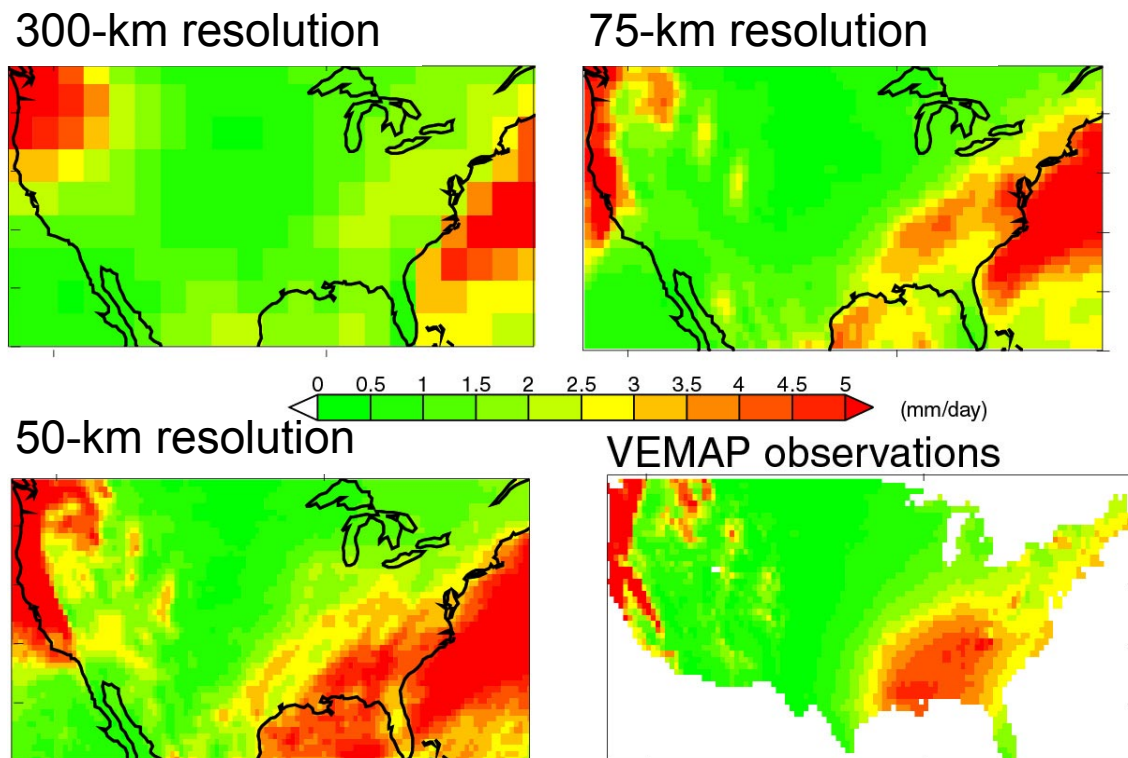 300-km resolution
75-km resolution
0 0.5 1 1.5 2 2.5 3 3.5 4 4.5 5
(mm/day)
50-km resolution
VEMAP observations